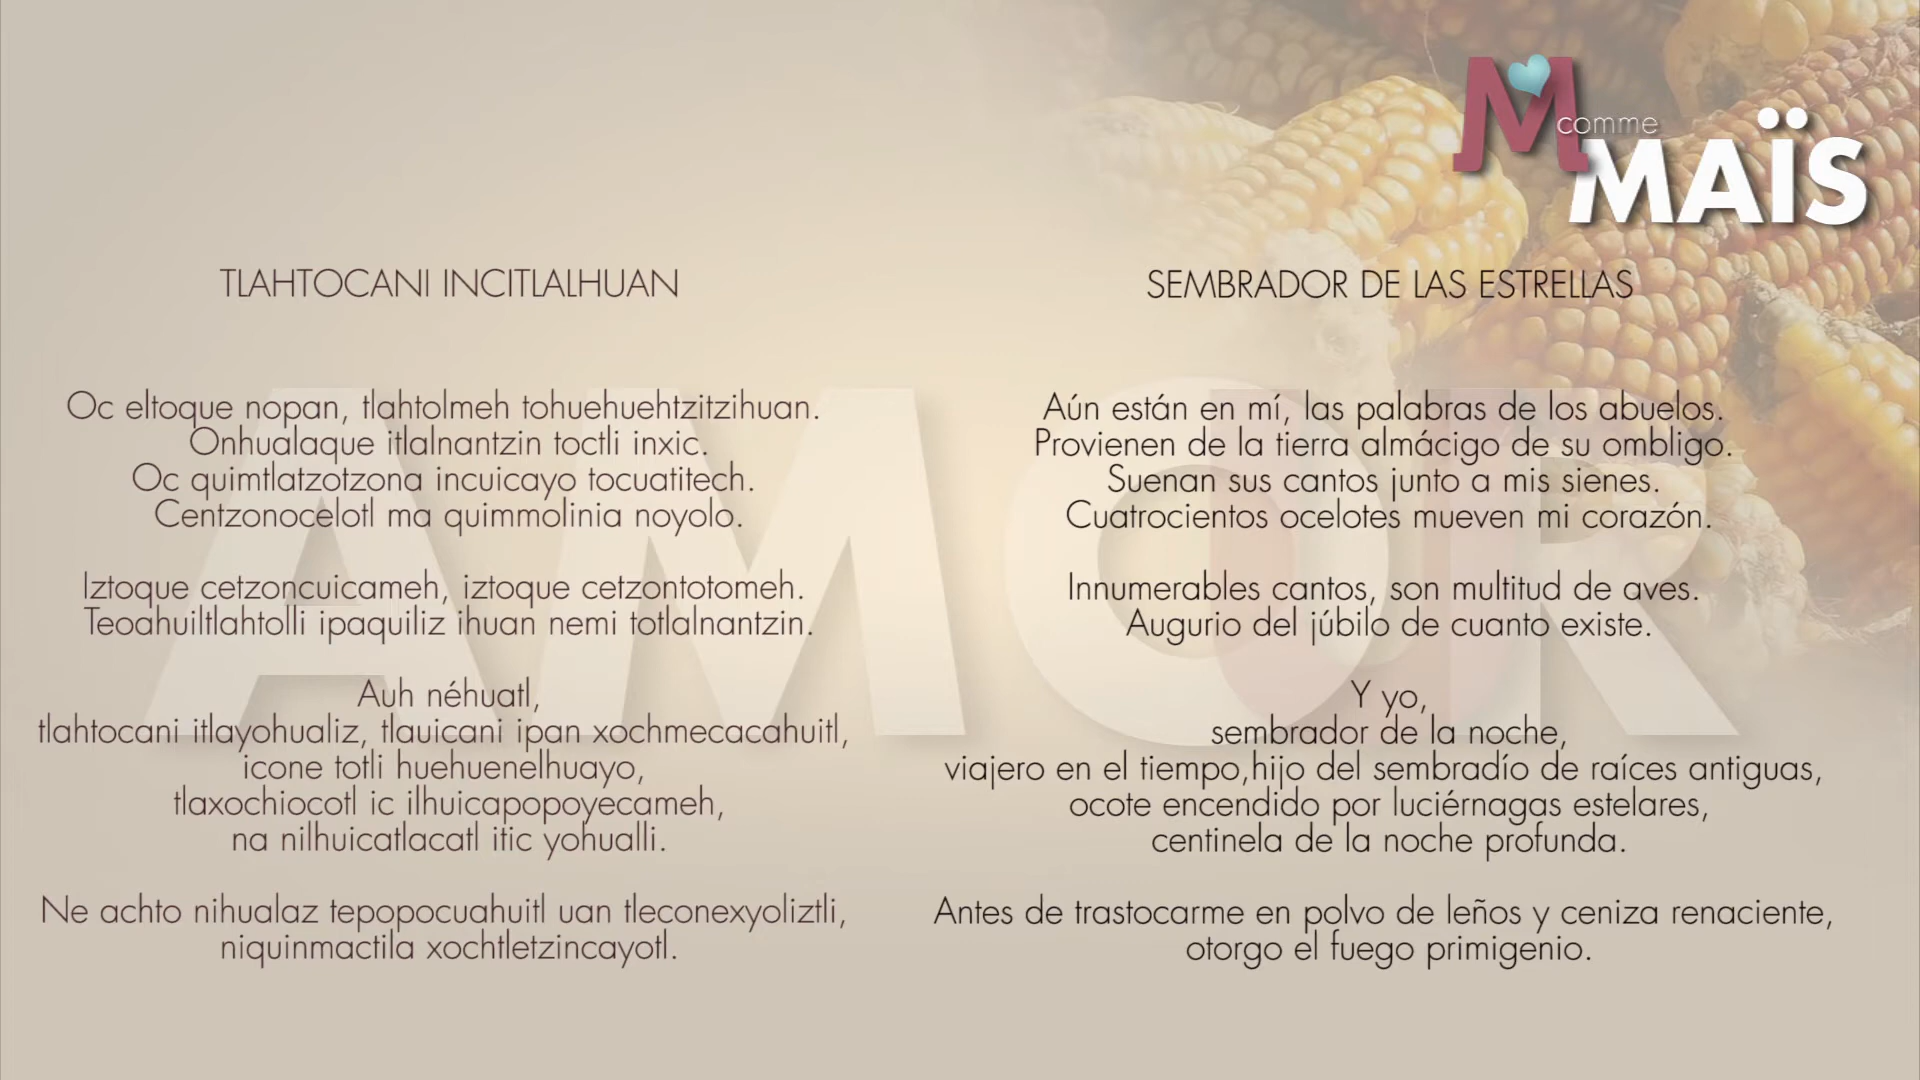 M comme
MAÏS
AMOUR
TLAHTOCANI INCITLALHUAN
Oc eltoque nopan, tlahtolmeh tohuehuehtzitzihuan.
Onhualaque itlalnantzin toctli inxic.
Oc quimtlatzotzona incuicayo tocuatitech.
Centzonocelotl ma quimmolinia noyolo.
Iztoque cetzoncuicameh, iztoque cetzontotomeh.
Teoahuiltlahtolli ipaquiliz ihuan nemi totlalnantzin.
Auh néhuatl,
tlahtocani itlayohualiz, tlauicani ipan xochmecacahuitl,
icone totli huehuenelhuayo,
tlaxochiocotl ic ilhuicapopoyecameh,
na nilhuicatlacatl itic yohualli.
Ne achto nihualaz tepopocuahuitl uan tleconexyoliztli,
niquinmactila xochtletzincayotl.
SEMBRADOR DE LAS ESTRELLAS
Aún están en mí, las palabras de los abuelos.
Provienen de la tierra almácigo de su ombligo.
Suenan sus cantos junto a mis sienes.
Cuatrocientos ocelotes mueven mi corazón.
Innumerables cantos, son multitud de aves.
Augurio del júbilo de cuanto existe.
Y yo,
sembrador de la noche,
viajero en el tiempo,hijo del sembradío de raíces antiguas,
ocote encendido por luciérnagas estelares,
centinela de la noche profunda.
Antes de trastocarme en polvo de leños y ceniza renaciente,
otorgo el fuego primigenio.